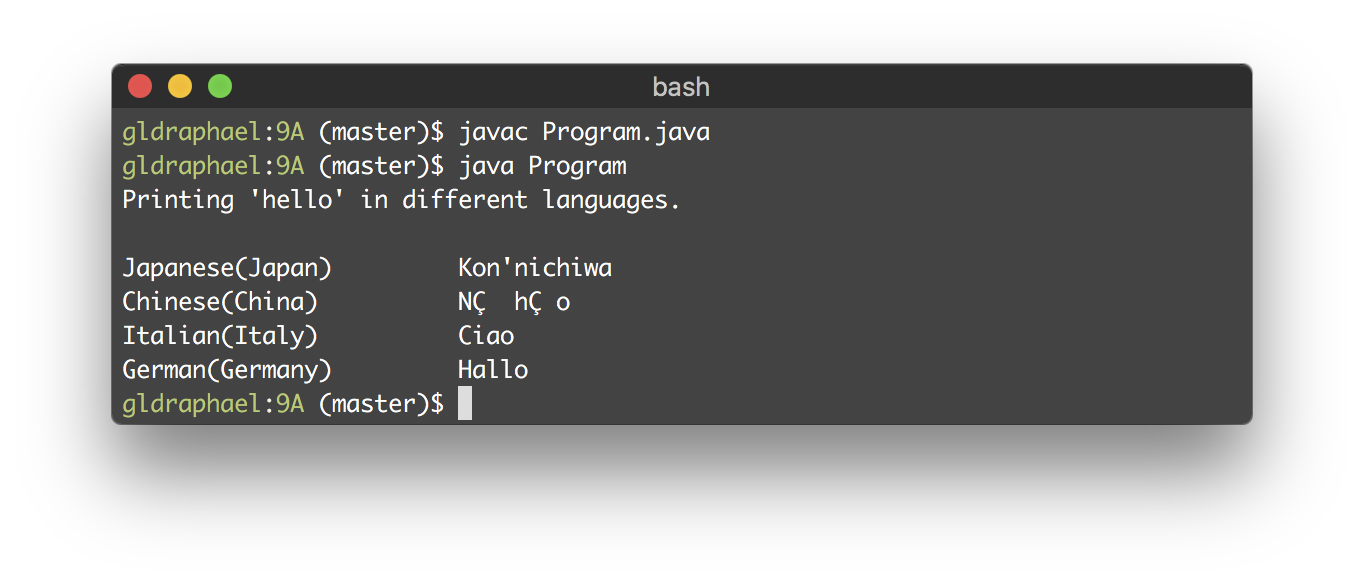 bash
gldraphael:9A (master)$ javac Program.java
gldraphael:9A (master)$ java Program
Printing 'hello' in different languages.
Japanese(Japan)         Kon'nichiwa
Chinese(China)          NÇ  hÇ o
Italian(Italy)          Ciao
German(Germany)         Hallo
gldraphael:9A (master)$